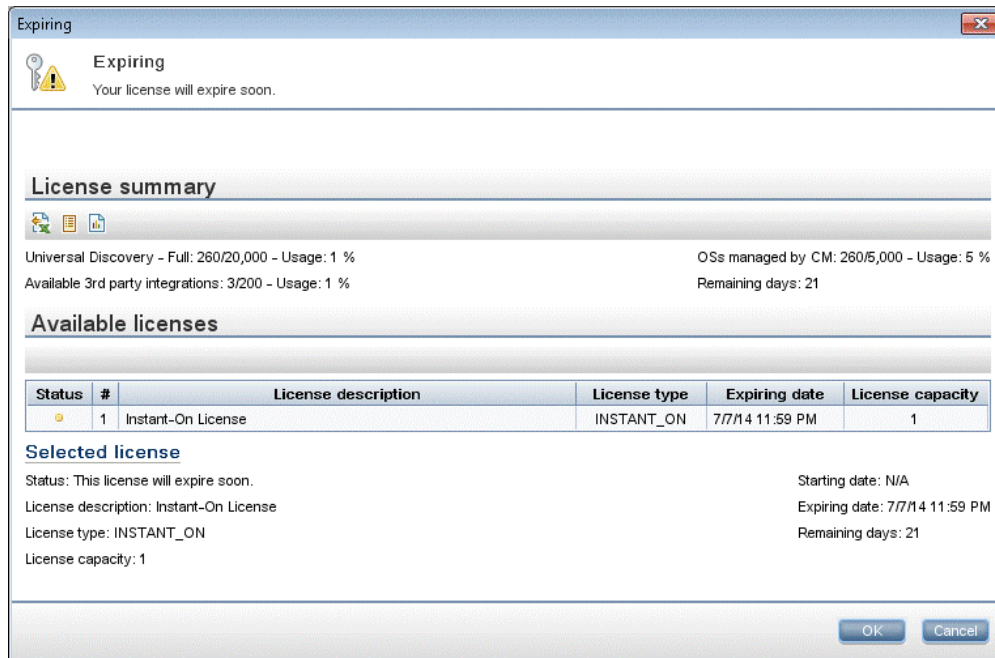 Expiring
Expiring
Your license will expire soon.
License summary
Universal Discovery - Full: 260/20,000 - Usage: 1 %
OSs managed by CM: 260/5,000 - Usage: 5 %
Available 3rd party integrations: 3/200 - Usage: 1 %
Remaining days: 21
Available licenses
Status # License description License type Expiring date License capacity
1 Instant-On License INSTANT_ON 7/7/14 11:59 PM 1
Selected license
Status: This license will expire soon.
Starting date: N/A
License description: Instant-On License
Expiring date: 7/7/14 11:59 PM
License type: INSTANT_ON
Remaining days: 21
License capacity: 1
OK Cancel